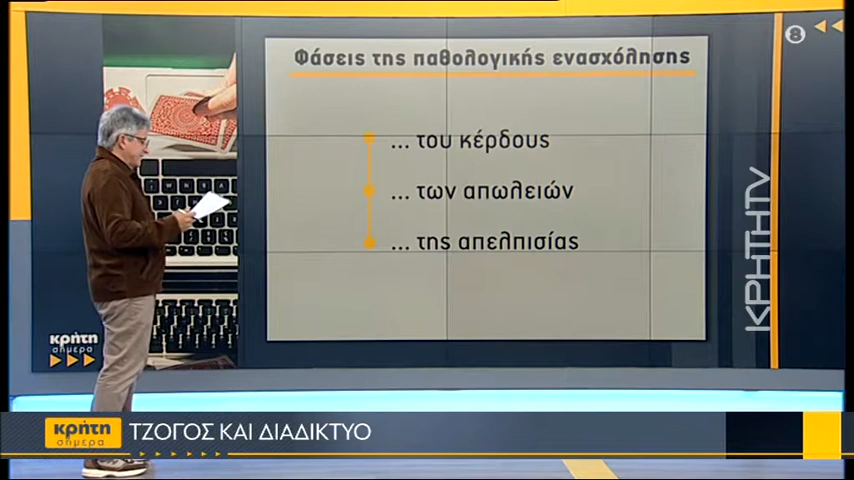 Φάσεις της παθολογικής ενασχόλησης
8
... του κέρδους
... των απωλειών
... της απελπισίας
ΚΡΗΤΗTV
κρήτη
σήμερα
κρήτη
σήμερα
ΤΖΟΓΟΣ ΚΑΙ ΔΙΑΔΙΚΤΥΟ